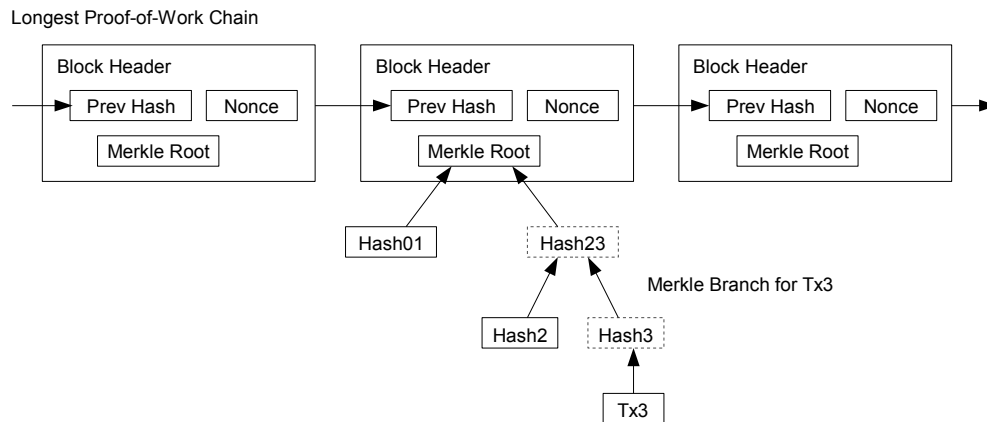 Longest Proof-of-Work Chain
Block Header
Prev Hash
Nonce
Merkle Root
Block Header
Prev Hash
Nonce
Merkle Root
Block Header
Prev Hash
Nonce
Merkle Root
Hash01
Hash23
Merkle Branch for Tx3
Hash2
Hash3
Tx3